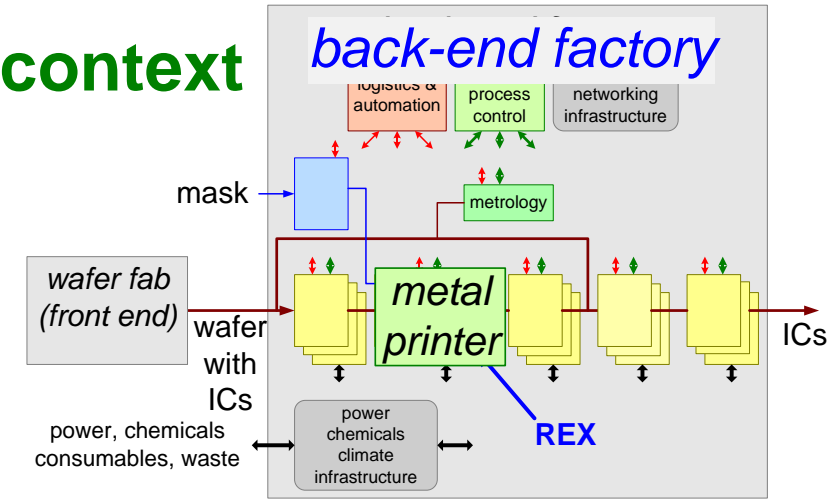 context
back-end factory
logistics &
automation
process
control
networking
infrastructure
mask
metrology
wafer fab
(front end)
metal
printer
wafer
with
ICs
ICs
power, chemicals
consumables, waste
power
chemicals
climate
infrastructure
REX